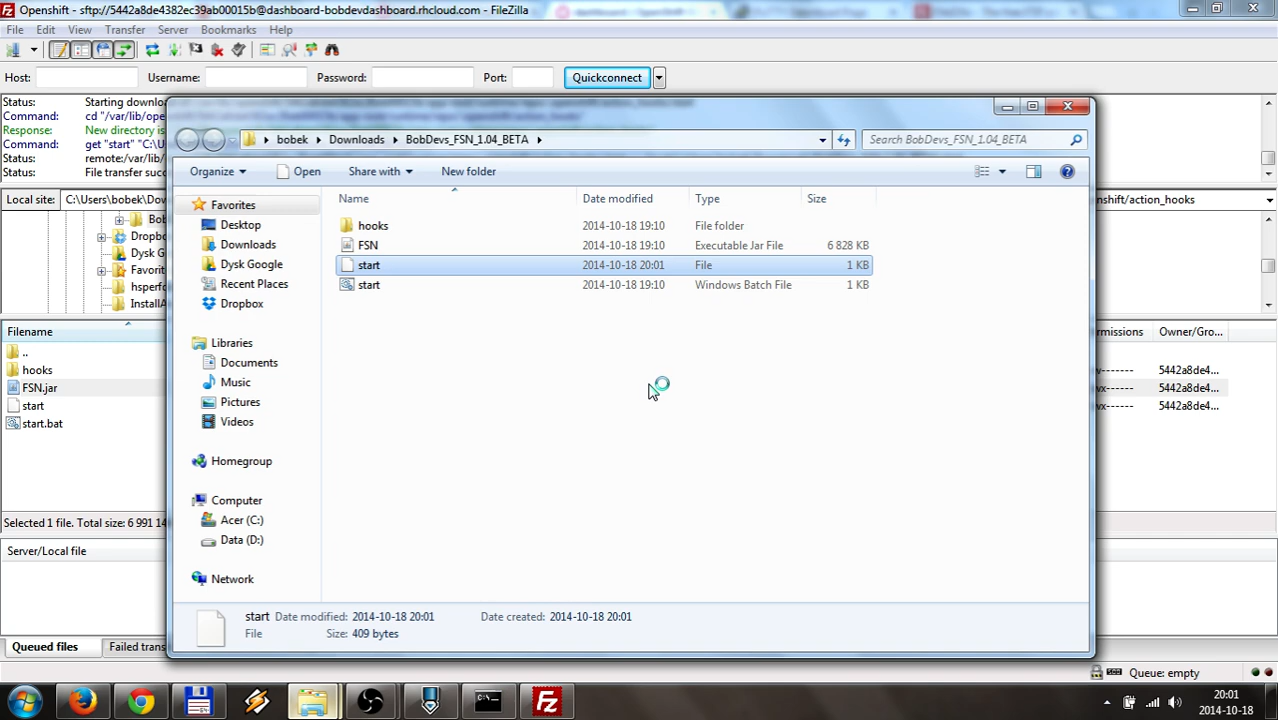 Openshift - sftp://5442a8de4382ec39ab00015b@dashboard-bobdevdashboard.rhcloud.com - FileZilla
File Edit View Transfer Server Bookmarks Help
Host: Username: Password: Port: Quickconnect
Status: Starting downl
Command: cd "/var/lib/ope
Response: New directory is
Command: get "start" "C:\U
Status: remote:/var/lib/
Status: File transfer succ
Local site: C:\Users\bobek\Dow
nshift/action_hooks
Bob
Dropbo
Dysk G
Favorit
hsperfo
InstallA
Filename
..
hooks
FSN.jar
start
start.bat
Selected 1 file. Total size: 6 991 14
Server/Local file
Queued files Failed trans
bobek Downloads BobDevs_FSN_1.04_BETA
Search BobDevs_FSN_1.04_BETA
Organize Open Share with New folder
Favorites
Desktop
Downloads
Dysk Google
Recent Places
Dropbox
Libraries
Documents
Music
Pictures
Videos
Homegroup
Computer
Acer (C:)
Data (D:)
Network
Name Date modified Type Size
hooks 2014-10-18 19:10 File folder
FSN 2014-10-18 19:10 Executable Jar File 6 828 KB
start 2014-10-18 20:01 File 1 KB
start 2014-10-18 19:10 Windows Batch File 1 KB
start Date modified: 2014-10-18 20:01 Date created: 2014-10-18 20:01
File Size: 409 bytes
rmissions Owner/Gro...
w------- 5442a8de4...
wx------ 5442a8de4...
wx------ 5442a8de4...
Queue: empty
20:01
2014-10-18